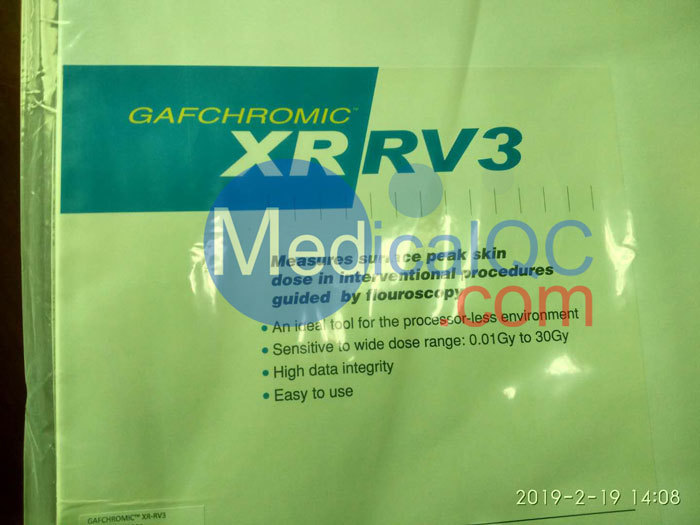 GAFCHROMIC™
XR RV3
MedicalQC
.com
Measures surface peak skin
dose in interventional procedures
guided by flouroscopy
• An ideal tool for the processor-less environment
• Sensitive to wide dose range: 0.01Gy to 30Gy
• High data integrity
• Easy to use
2019-2-19 14:08
GAFCHROMIC™ XR-RV3